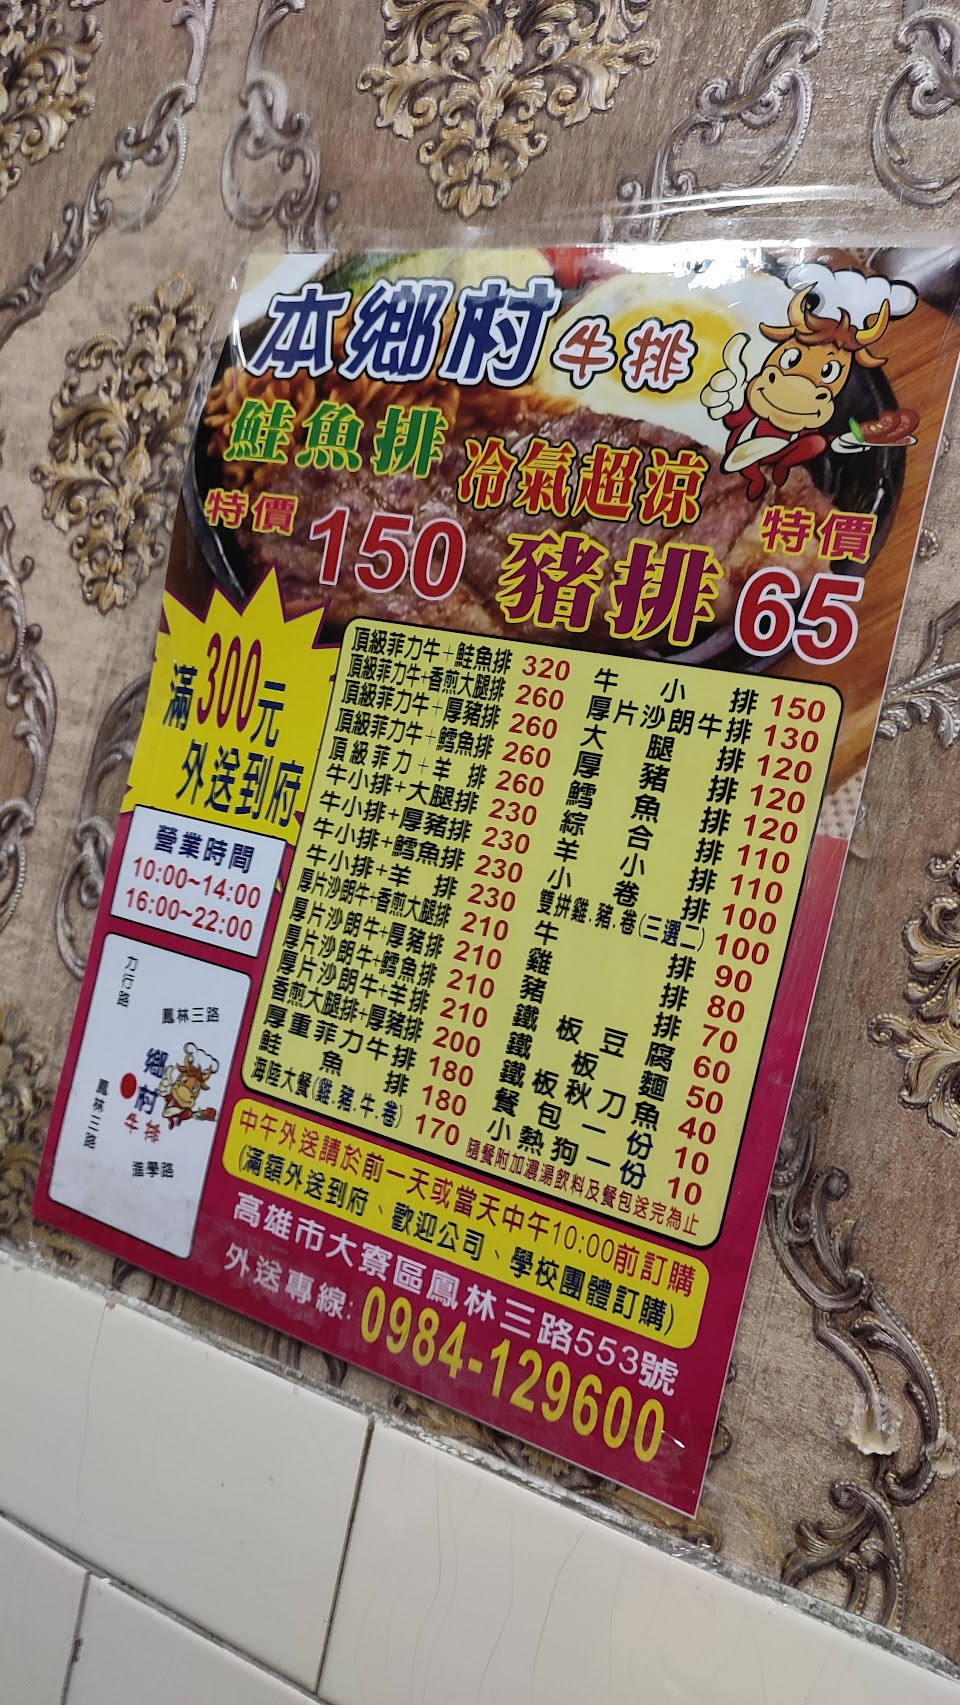 本鄉村牛排
鮭魚排
特價 150
冷氣超涼
豬排
特價 65
滿300元
外送到府
營業時間
10:00~14:00
16:00~22:00
力行路
鳳林三路
鄉村牛排
鳳林三路
進學路
頂級菲力牛+鮭魚排 320
頂級菲力牛+香煎大腿排 260
頂級菲力牛+厚豬排 260
頂級菲力牛+鱈魚排 260
頂級菲力+羊排 260
牛小排+大腿排 230
牛小排+厚豬排 230
牛小排+鱈魚排 230
牛小排+羊排 230
厚片沙朗牛+香煎大腿排 210
厚片沙朗牛+厚豬排 210
厚片沙朗牛+鱈魚排 210
厚片沙朗牛+羊排 210
香煎大腿排+厚豬排 200
厚重菲力牛排 180
鮭魚排 180
海陸大餐(雞.豬.牛.卷) 170
牛小排 150
厚片沙朗牛排 130
大腿排 120
厚豬排 120
鱈魚排 120
綜合排 110
羊小排 110
小卷排 100
雙拼雞.豬.卷(三選二) 100
牛排 90
雞排 80
豬排 70
鐵板豆腐 60
鐵板麵 50
鐵板秋刀魚 40
餐包一份 10
小熱狗一份 10
隨餐附加濃湯飲料及餐包送完為止
中午外送請於前一天或當天中午10:00前訂購
(滿額外送到府、歡迎公司、學校團體訂購)
高雄市大寮區鳳林三路553號
外送專線:0984-129600